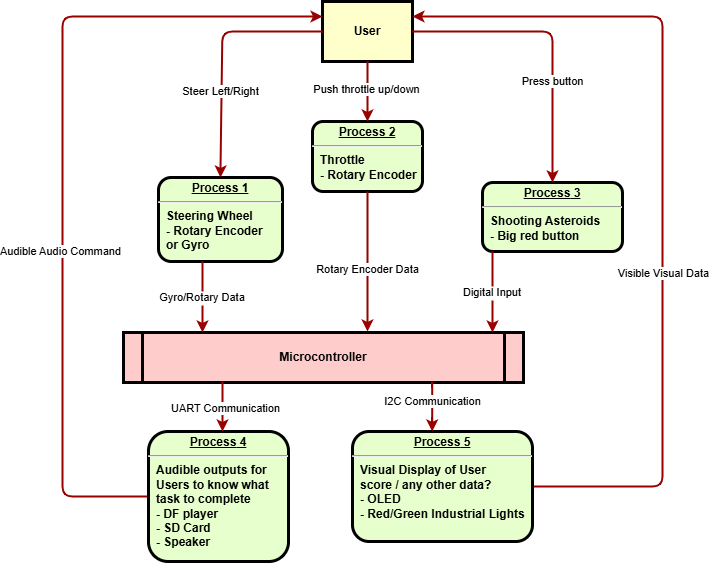 User
Steer Left/Right
Push throttle up/down
Press button
Process 2
Throttle
- Rotary Encoder
Process 1
Steering Wheel
- Rotary Encoder
or Gyro
Process 3
Shooting Asteroids
- Big red button
Audible Audio Command
Visible Visual Data
Gyro/Rotary Data
Rotary Encoder Data
Digital Input
Microcontroller
UART Communication
I2C Communication
Process 4
Audible outputs for
Users to know what
task to complete
- DF player
- SD Card
- Speaker
Process 5
Visual Display of User
score / any other data?
- OLED
- Red/Green Industrial Lights